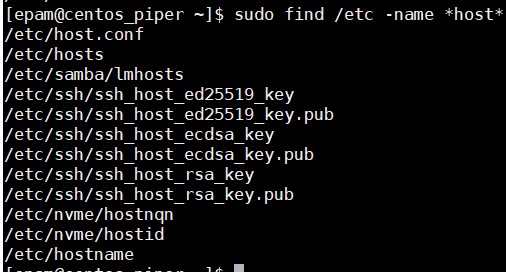 [epam@centos_piper ~]$ sudo find /etc -name *host*
/etc/host.conf
/etc/hosts
/etc/samba/lmhosts
/etc/ssh/ssh_host_ed25519_key
/etc/ssh/ssh_host_ed25519_key.pub
/etc/ssh/ssh_host_ecdsa_key
/etc/ssh/ssh_host_ecdsa_key.pub
/etc/ssh/ssh_host_rsa_key
/etc/ssh/ssh_host_rsa_key.pub
/etc/nvme/hostnqn
/etc/nvme/hostid
/etc/hostname
[epam@centos_piper ~]$